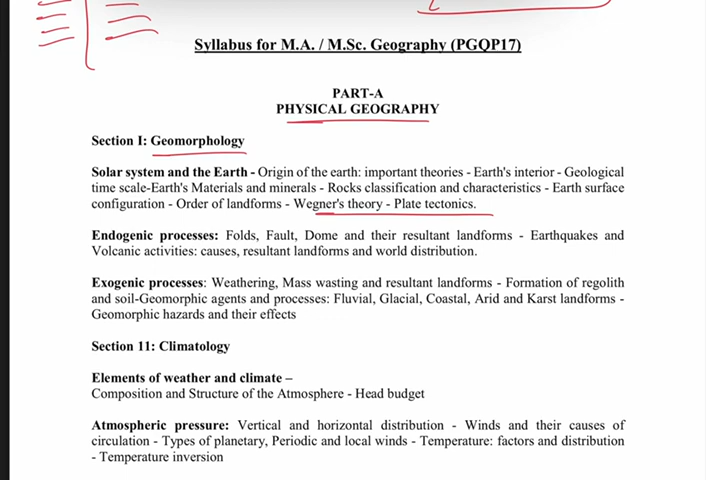 Syllabus for M.A. / M.Sc. Geography (PGQP17)
PART-A
PHYSICAL GEOGRAPHY
Section I: Geomorphology
Solar system and the Earth - Origin of the earth: important theories - Earth's interior - Geological
time scale-Earth's Materials and minerals - Rocks classification and characteristics - Earth surface
configuration - Order of landforms - Wegner's theory - Plate tectonics.
Endogenic processes: Folds, Fault, Dome and their resultant landforms - Earthquakes and
Volcanic activities: causes, resultant landforms and world distribution.
Exogenic processes: Weathering, Mass wasting and resultant landforms - Formation of regolith
and soil-Geomorphic agents and processes: Fluvial, Glacial, Coastal, Arid and Karst landforms -
Geomorphic hazards and their effects
Section 11: Climatology
Elements of weather and climate –
Composition and Structure of the Atmosphere - Head budget
Atmospheric pressure: Vertical and horizontal distribution - Winds and their causes of
circulation - Types of planetary, Periodic and local winds - Temperature: factors and distribution
- Temperature inversion